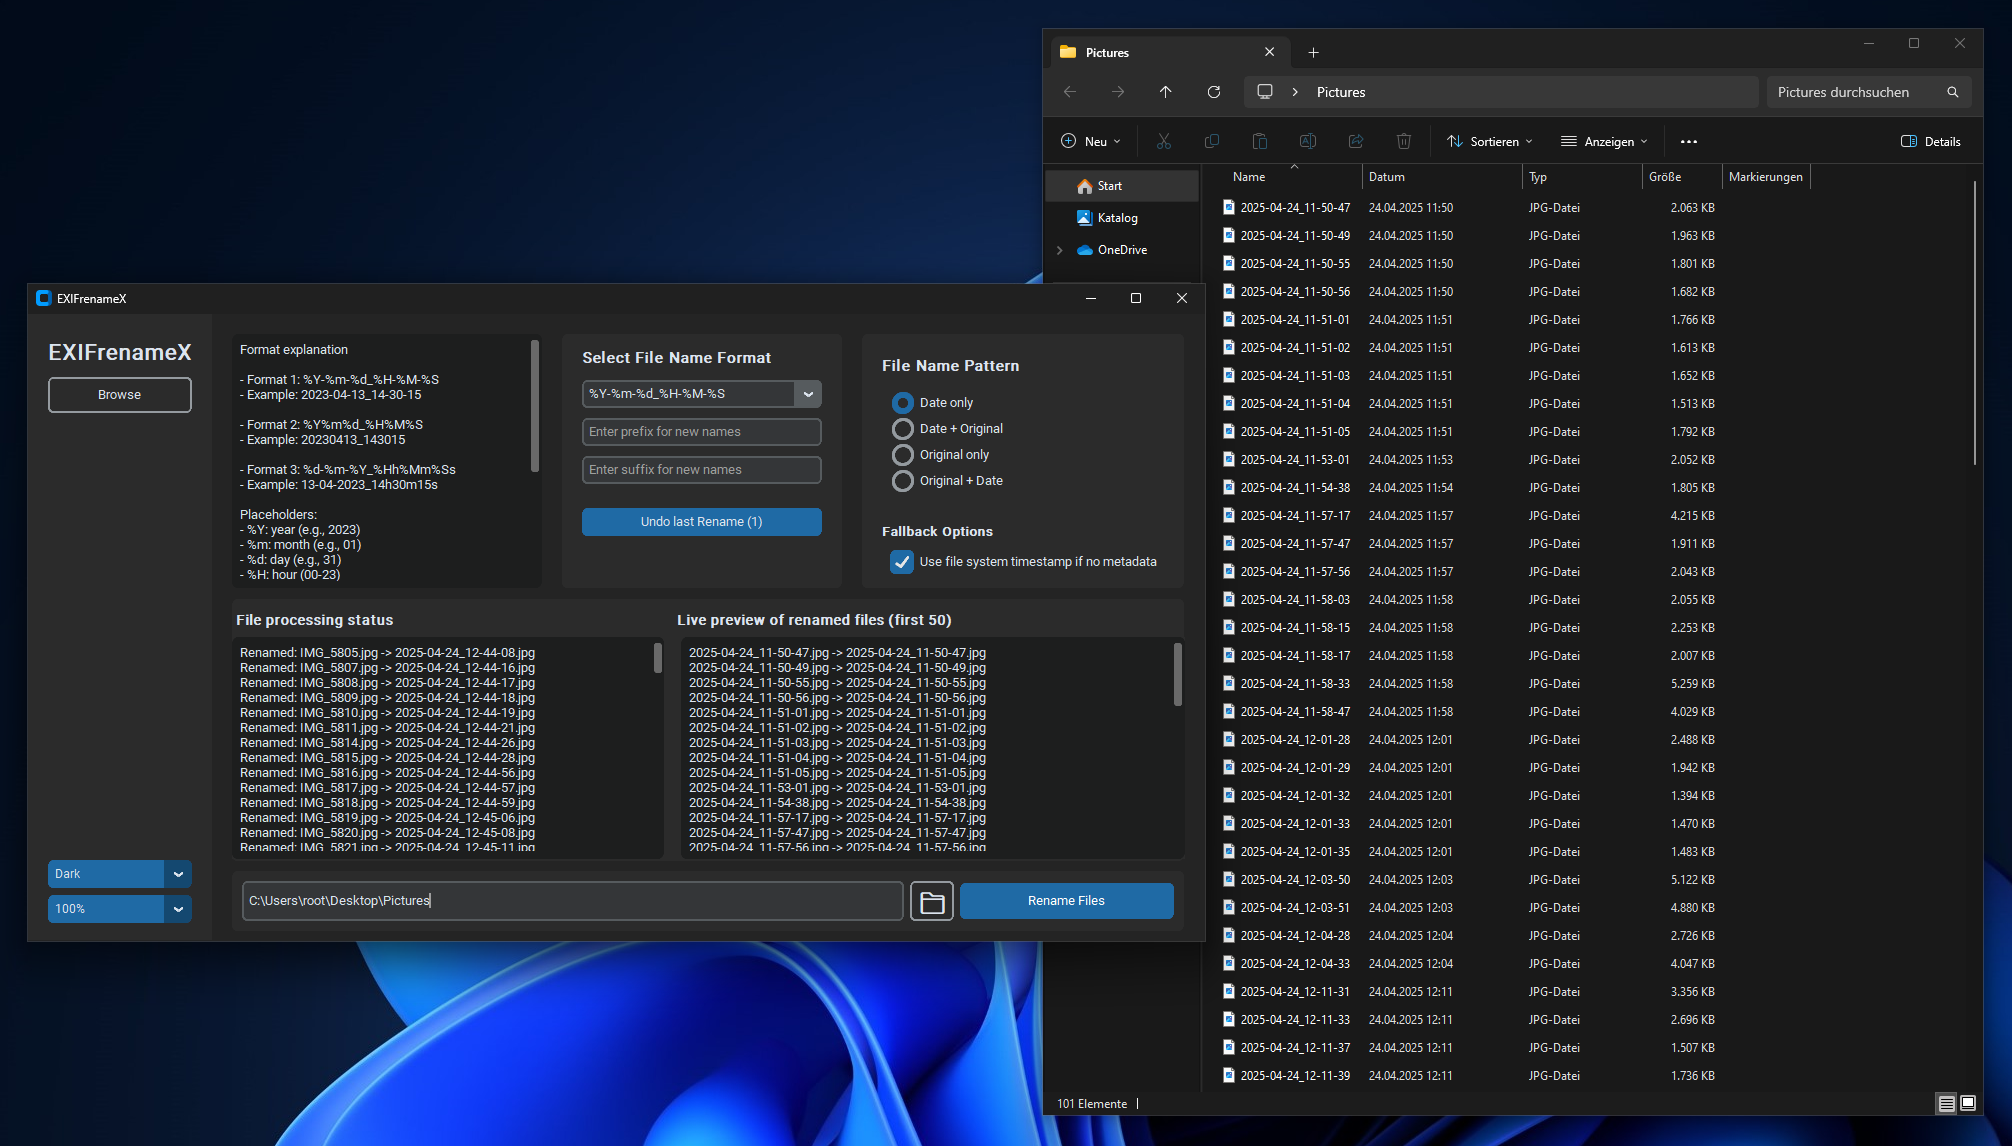 EXIFrenameX
EXIFrenameX
Browse
Dark
100%
Format explanation
- Format 1: %Y-%m-%d_%H-%M-%S
- Example: 2023-04-13_14-30-15
- Format 2: %Y%m%d_%H%M%S
- Example: 20230413_143015
- Format 3: %d-%m-%Y_%Hh%Mm%Ss
- Example: 13-04-2023_14h30m15s
Placeholders:
- %Y: year (e.g., 2023)
- %m: month (e.g., 01)
- %d: day (e.g., 31)
- %H: hour (00-23)
Select File Name Format
%Y-%m-%d_%H-%M-%S
Enter prefix for new names
Enter suffix for new names
Undo last Rename (1)
File Name Pattern
Date only
Date + Original
Original only
Original + Date
Fallback Options
Use file system timestamp if no metadata
File processing status
Renamed: IMG_5805.jpg -> 2025-04-24_12-44-08.jpg
Renamed: IMG_5807.jpg -> 2025-04-24_12-44-16.jpg
Renamed: IMG_5808.jpg -> 2025-04-24_12-44-17.jpg
Renamed: IMG_5809.jpg -> 2025-04-24_12-44-18.jpg
Renamed: IMG_5810.jpg -> 2025-04-24_12-44-19.jpg
Renamed: IMG_5811.jpg -> 2025-04-24_12-44-21.jpg
Renamed: IMG_5814.jpg -> 2025-04-24_12-44-26.jpg
Renamed: IMG_5815.jpg -> 2025-04-24_12-44-28.jpg
Renamed: IMG_5816.jpg -> 2025-04-24_12-44-56.jpg
Renamed: IMG_5817.jpg -> 2025-04-24_12-44-57.jpg
Renamed: IMG_5818.jpg -> 2025-04-24_12-44-59.jpg
Renamed: IMG_5819.jpg -> 2025-04-24_12-45-06.jpg
Renamed: IMG_5820.jpg -> 2025-04-24_12-45-08.jpg
Renamed: IMG_5821.jpg -> 2025-04-24_12-45-11.jpg
Live preview of renamed files (first 50)
2025-04-24_11-50-47.jpg -> 2025-04-24_11-50-47.jpg
2025-04-24_11-50-49.jpg -> 2025-04-24_11-50-49.jpg
2025-04-24_11-50-55.jpg -> 2025-04-24_11-50-55.jpg
2025-04-24_11-50-56.jpg -> 2025-04-24_11-50-56.jpg
2025-04-24_11-51-01.jpg -> 2025-04-24_11-51-01.jpg
2025-04-24_11-51-02.jpg -> 2025-04-24_11-51-02.jpg
2025-04-24_11-51-03.jpg -> 2025-04-24_11-51-03.jpg
2025-04-24_11-51-04.jpg -> 2025-04-24_11-51-04.jpg
2025-04-24_11-51-05.jpg -> 2025-04-24_11-51-05.jpg
2025-04-24_11-53-01.jpg -> 2025-04-24_11-53-01.jpg
2025-04-24_11-54-38.jpg -> 2025-04-24_11-54-38.jpg
2025-04-24_11-57-17.jpg -> 2025-04-24_11-57-17.jpg
2025-04-24_11-57-47.jpg -> 2025-04-24_11-57-47.jpg
2025-04-24_11-57-56.jpg -> 2025-04-24_11-57-56.jpg
C:\Users\root\Desktop\Pictures
Rename Files
Pictures
Pictures
Pictures durchsuchen
Neu
Sortieren
Anzeigen
Details
Start
Katalog
OneDrive
Name Datum Typ Größe Markierungen
2025-04-24_11-50-47 24.04.2025 11:50 JPG-Datei 2.063 KB
2025-04-24_11-50-49 24.04.2025 11:50 JPG-Datei 1.963 KB
2025-04-24_11-50-55 24.04.2025 11:50 JPG-Datei 1.801 KB
2025-04-24_11-50-56 24.04.2025 11:50 JPG-Datei 1.682 KB
2025-04-24_11-51-01 24.04.2025 11:51 JPG-Datei 1.766 KB
2025-04-24_11-51-02 24.04.2025 11:51 JPG-Datei 1.613 KB
2025-04-24_11-51-03 24.04.2025 11:51 JPG-Datei 1.652 KB
2025-04-24_11-51-04 24.04.2025 11:51 JPG-Datei 1.513 KB
2025-04-24_11-51-05 24.04.2025 11:51 JPG-Datei 1.792 KB
2025-04-24_11-53-01 24.04.2025 11:53 JPG-Datei 2.052 KB
2025-04-24_11-54-38 24.04.2025 11:54 JPG-Datei 1.805 KB
2025-04-24_11-57-17 24.04.2025 11:57 JPG-Datei 4.215 KB
2025-04-24_11-57-47 24.04.2025 11:57 JPG-Datei 1.911 KB
2025-04-24_11-57-56 24.04.2025 11:57 JPG-Datei 2.043 KB
2025-04-24_11-58-03 24.04.2025 11:58 JPG-Datei 2.055 KB
2025-04-24_11-58-15 24.04.2025 11:58 JPG-Datei 2.253 KB
2025-04-24_11-58-17 24.04.2025 11:58 JPG-Datei 2.007 KB
2025-04-24_11-58-33 24.04.2025 11:58 JPG-Datei 5.259 KB
2025-04-24_11-58-47 24.04.2025 11:58 JPG-Datei 4.029 KB
2025-04-24_12-01-28 24.04.2025 12:01 JPG-Datei 2.488 KB
2025-04-24_12-01-29 24.04.2025 12:01 JPG-Datei 1.942 KB
2025-04-24_12-01-32 24.04.2025 12:01 JPG-Datei 1.394 KB
2025-04-24_12-01-33 24.04.2025 12:01 JPG-Datei 1.470 KB
2025-04-24_12-01-35 24.04.2025 12:01 JPG-Datei 1.483 KB
2025-04-24_12-03-50 24.04.2025 12:03 JPG-Datei 5.122 KB
2025-04-24_12-03-51 24.04.2025 12:03 JPG-Datei 4.880 KB
2025-04-24_12-04-28 24.04.2025 12:04 JPG-Datei 2.726 KB
2025-04-24_12-04-33 24.04.2025 12:04 JPG-Datei 4.047 KB
2025-04-24_12-11-31 24.04.2025 12:11 JPG-Datei 3.356 KB
2025-04-24_12-11-33 24.04.2025 12:11 JPG-Datei 2.696 KB
2025-04-24_12-11-37 24.04.2025 12:11 JPG-Datei 1.507 KB
2025-04-24_12-11-39 24.04.2025 12:11 JPG-Datei 1.736 KB
101 Elemente